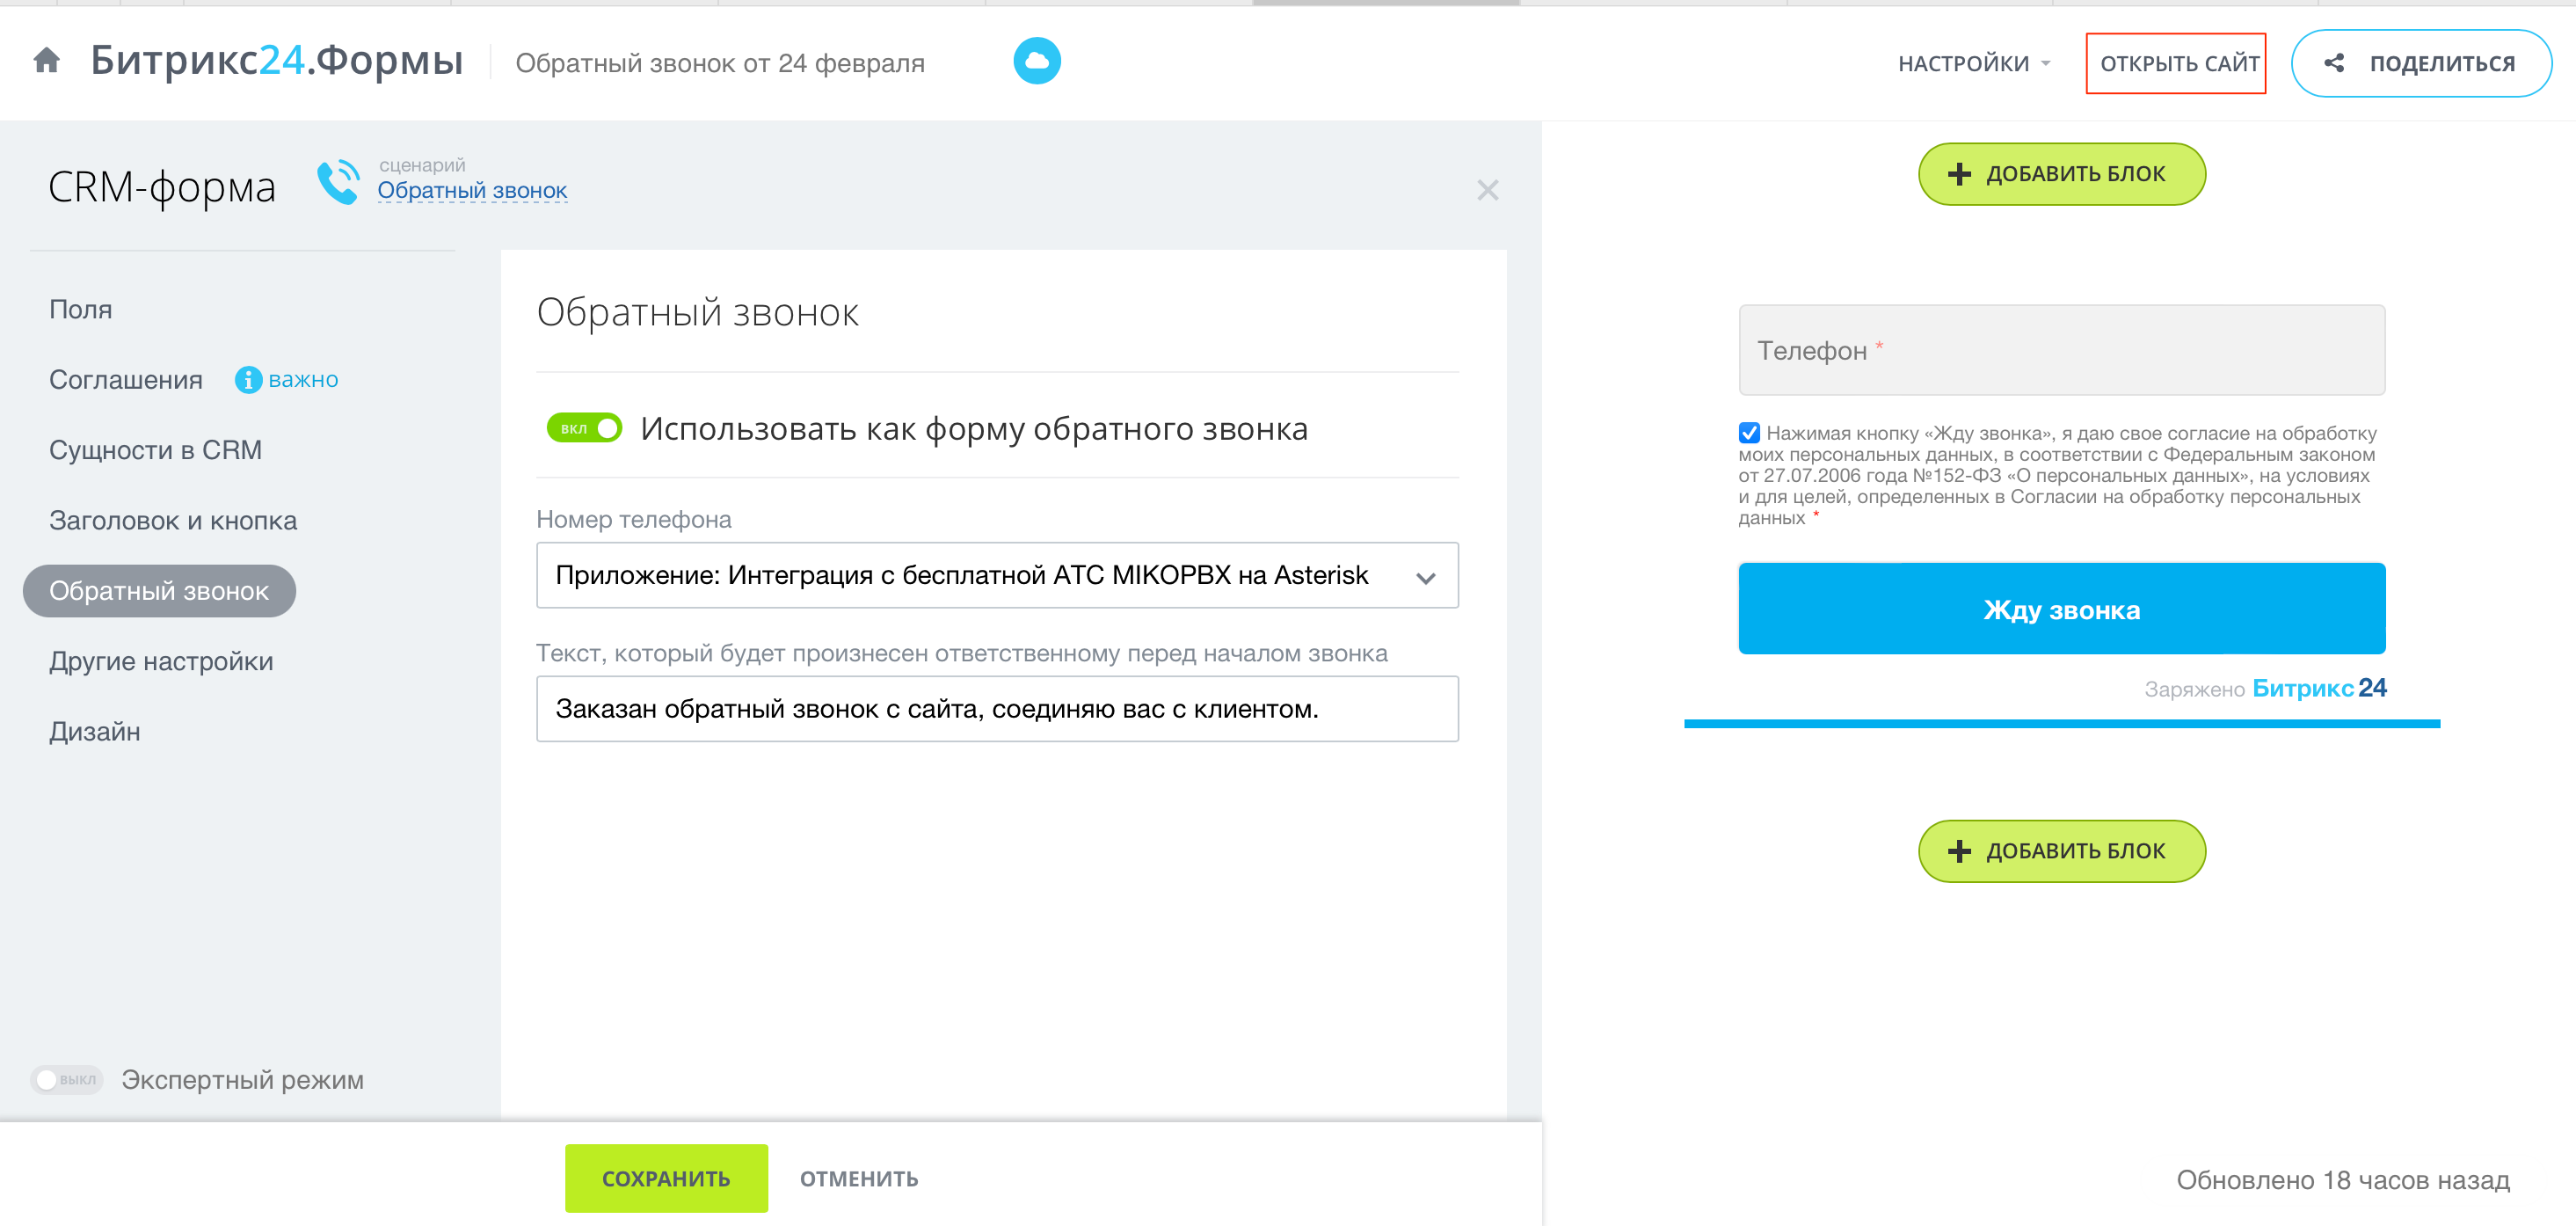 Битрикс24.Формы
Обратный звонок от 24 февраля
НАСТРОЙКИ
ОТКРЫТЬ САЙТ
ПОДЕЛИТЬСЯ
CRM-форма
сценарий
Обратный звонок
Поля
Соглашения
важно
Сущности в CRM
Заголовок и кнопка
Обратный звонок
Другие настройки
Дизайн
ВЫКЛ
Экспертный режим
Обратный звонок
ВКЛ
Использовать как форму обратного звонка
Номер телефона
Приложение: Интеграция с бесплатной АТС MIKOPBX на Asterisk
Текст, который будет произнесен ответственному перед началом звонка
Заказан обратный звонок с сайта, соединяю вас с клиентом.
СОХРАНИТЬ
ОТМЕНИТЬ
ДОБАВИТЬ БЛОК
Телефон *
Нажимая кнопку «Жду звонка», я даю свое согласие на обработку
моих персональных данных, в соответствии с Федеральным законом
от 27.07.2006 года №152-ФЗ «О персональных данных», на условиях
и для целей, определенных в Согласии на обработку персональных
данных *
Жду звонка
Заряжено Битрикс24
ДОБАВИТЬ БЛОК
Обновлено 18 часов назад